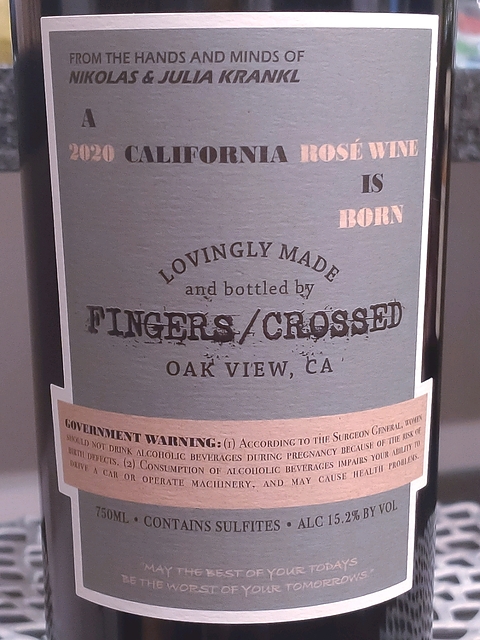 FROM THE HANDS AND MINDS OF
NIKOLAS & JULIA KRANKL
A
2020 CALIFORNIA ROSÉ WINE
IS
BORN
LOVINGLY MADE
and bottled by
FINGERS/CROSSED
OAK VIEW, CA
GOVERNMENT WARNING: (1) ACCORDING TO THE SURGEON GENERAL, WOMEN
SHOULD NOT DRINK ALCOHOLIC BEVERAGES DURING PREGNANCY BECAUSE OF THE RISK OF
BIRTH DEFECTS. (2) CONSUMPTION OF ALCOHOLIC BEVERAGES IMPAIRS YOUR ABILITY TO
DRIVE A CAR OR OPERATE MACHINERY, AND MAY CAUSE HEALTH PROBLEMS.
750ML • CONTAINS SULFITES • ALC 15.2% BY VOL
"MAY THE BEST OF YOUR TODAYS
BE THE WORST OF YOUR TOMORROWS."